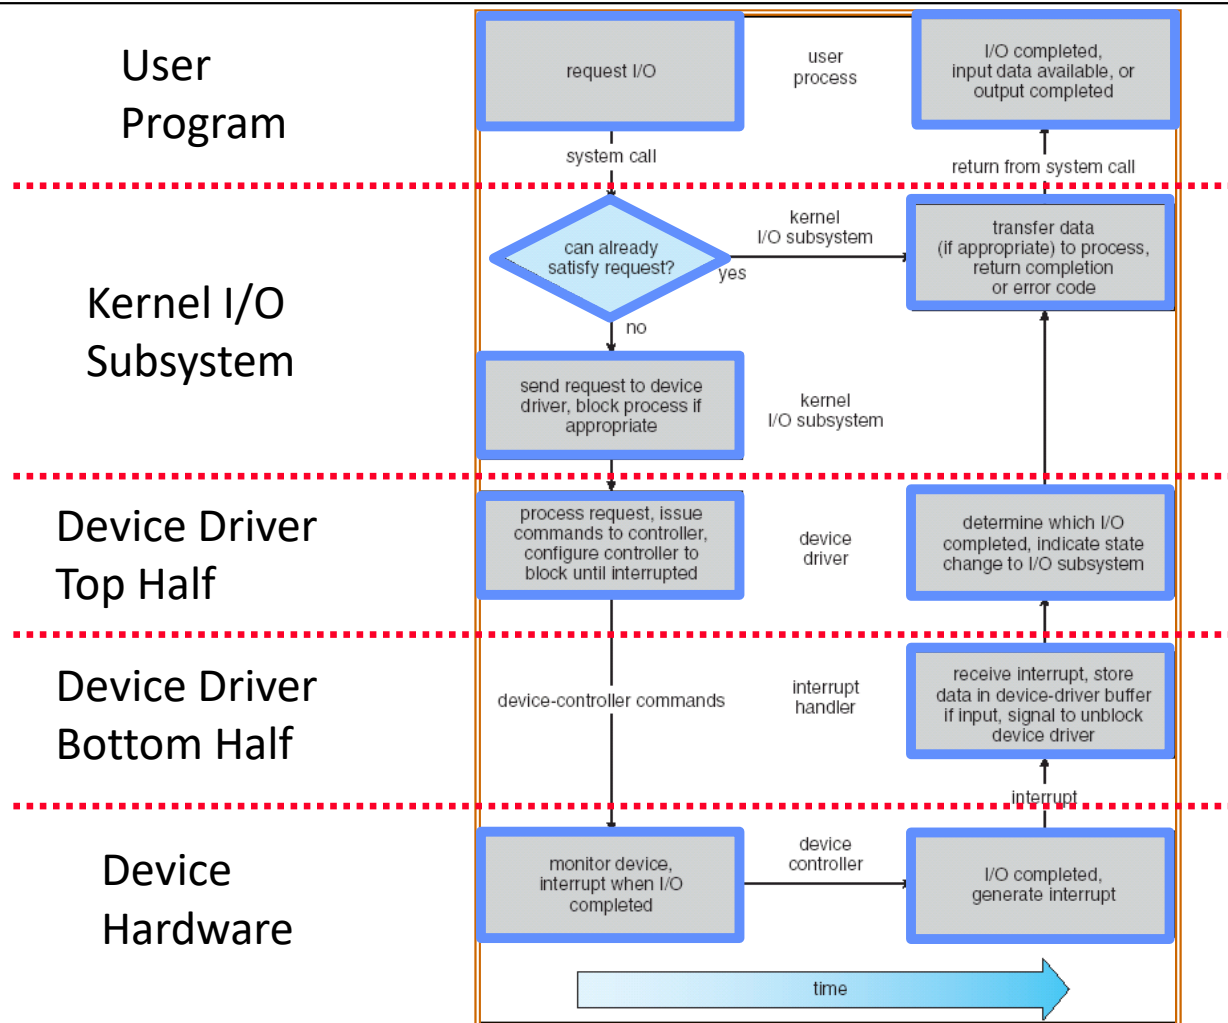 User
Program
request I/O
user
process
I/O completed,
input data available, or
output completed
system call
return from system call
Kernel I/O
Subsystem
can already
satisfy request?
kernel
I/O subsystem
yes
transfer data
(if appropriate) to process,
return completion
or error code
no
send request to device
driver, block process if
appropriate
kernel
I/O subsystem
Device Driver
Top Half
process request, issue
commands to controller,
configure controller to
block until interrupted
device
driver
determine which I/O
completed, indicate state
change to I/O subsystem
Device Driver
Bottom Half
device-controller commands
interrupt
handler
receive interrupt, store
data in device-driver buffer
if input, signal to unblock
device driver
interrupt
Device
Hardware
monitor device,
interrupt when I/O
completed
device
controller
I/O completed,
generate interrupt
time